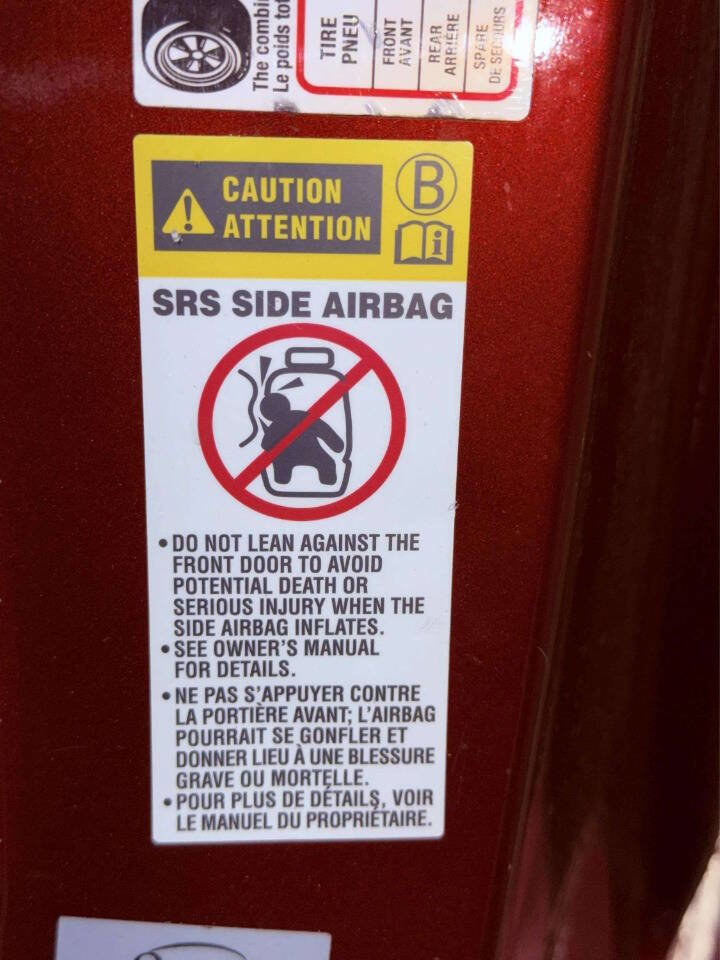 The combi
Le poids tot
TIRE
PNEU
FRONT
AVANT
REAR
ARRIÈRE
SPARE
DE SECOURS
CAUTION
ATTENTION
B
i
SRS SIDE AIRBAG
• DO NOT LEAN AGAINST THE
FRONT DOOR TO AVOID
POTENTIAL DEATH OR
SERIOUS INJURY WHEN THE
SIDE AIRBAG INFLATES.
• SEE OWNER'S MANUAL
FOR DETAILS.
• NE PAS S'APPUYER CONTRE
LA PORTIÈRE AVANT; L'AIRBAG
POURRAIT SE GONFLER ET
DONNER LIEU À UNE BLESSURE
GRAVE OU MORTELLE.
• POUR PLUS DE DÉTAILS, VOIR
LE MANUEL DU PROPRIÉTAIRE.